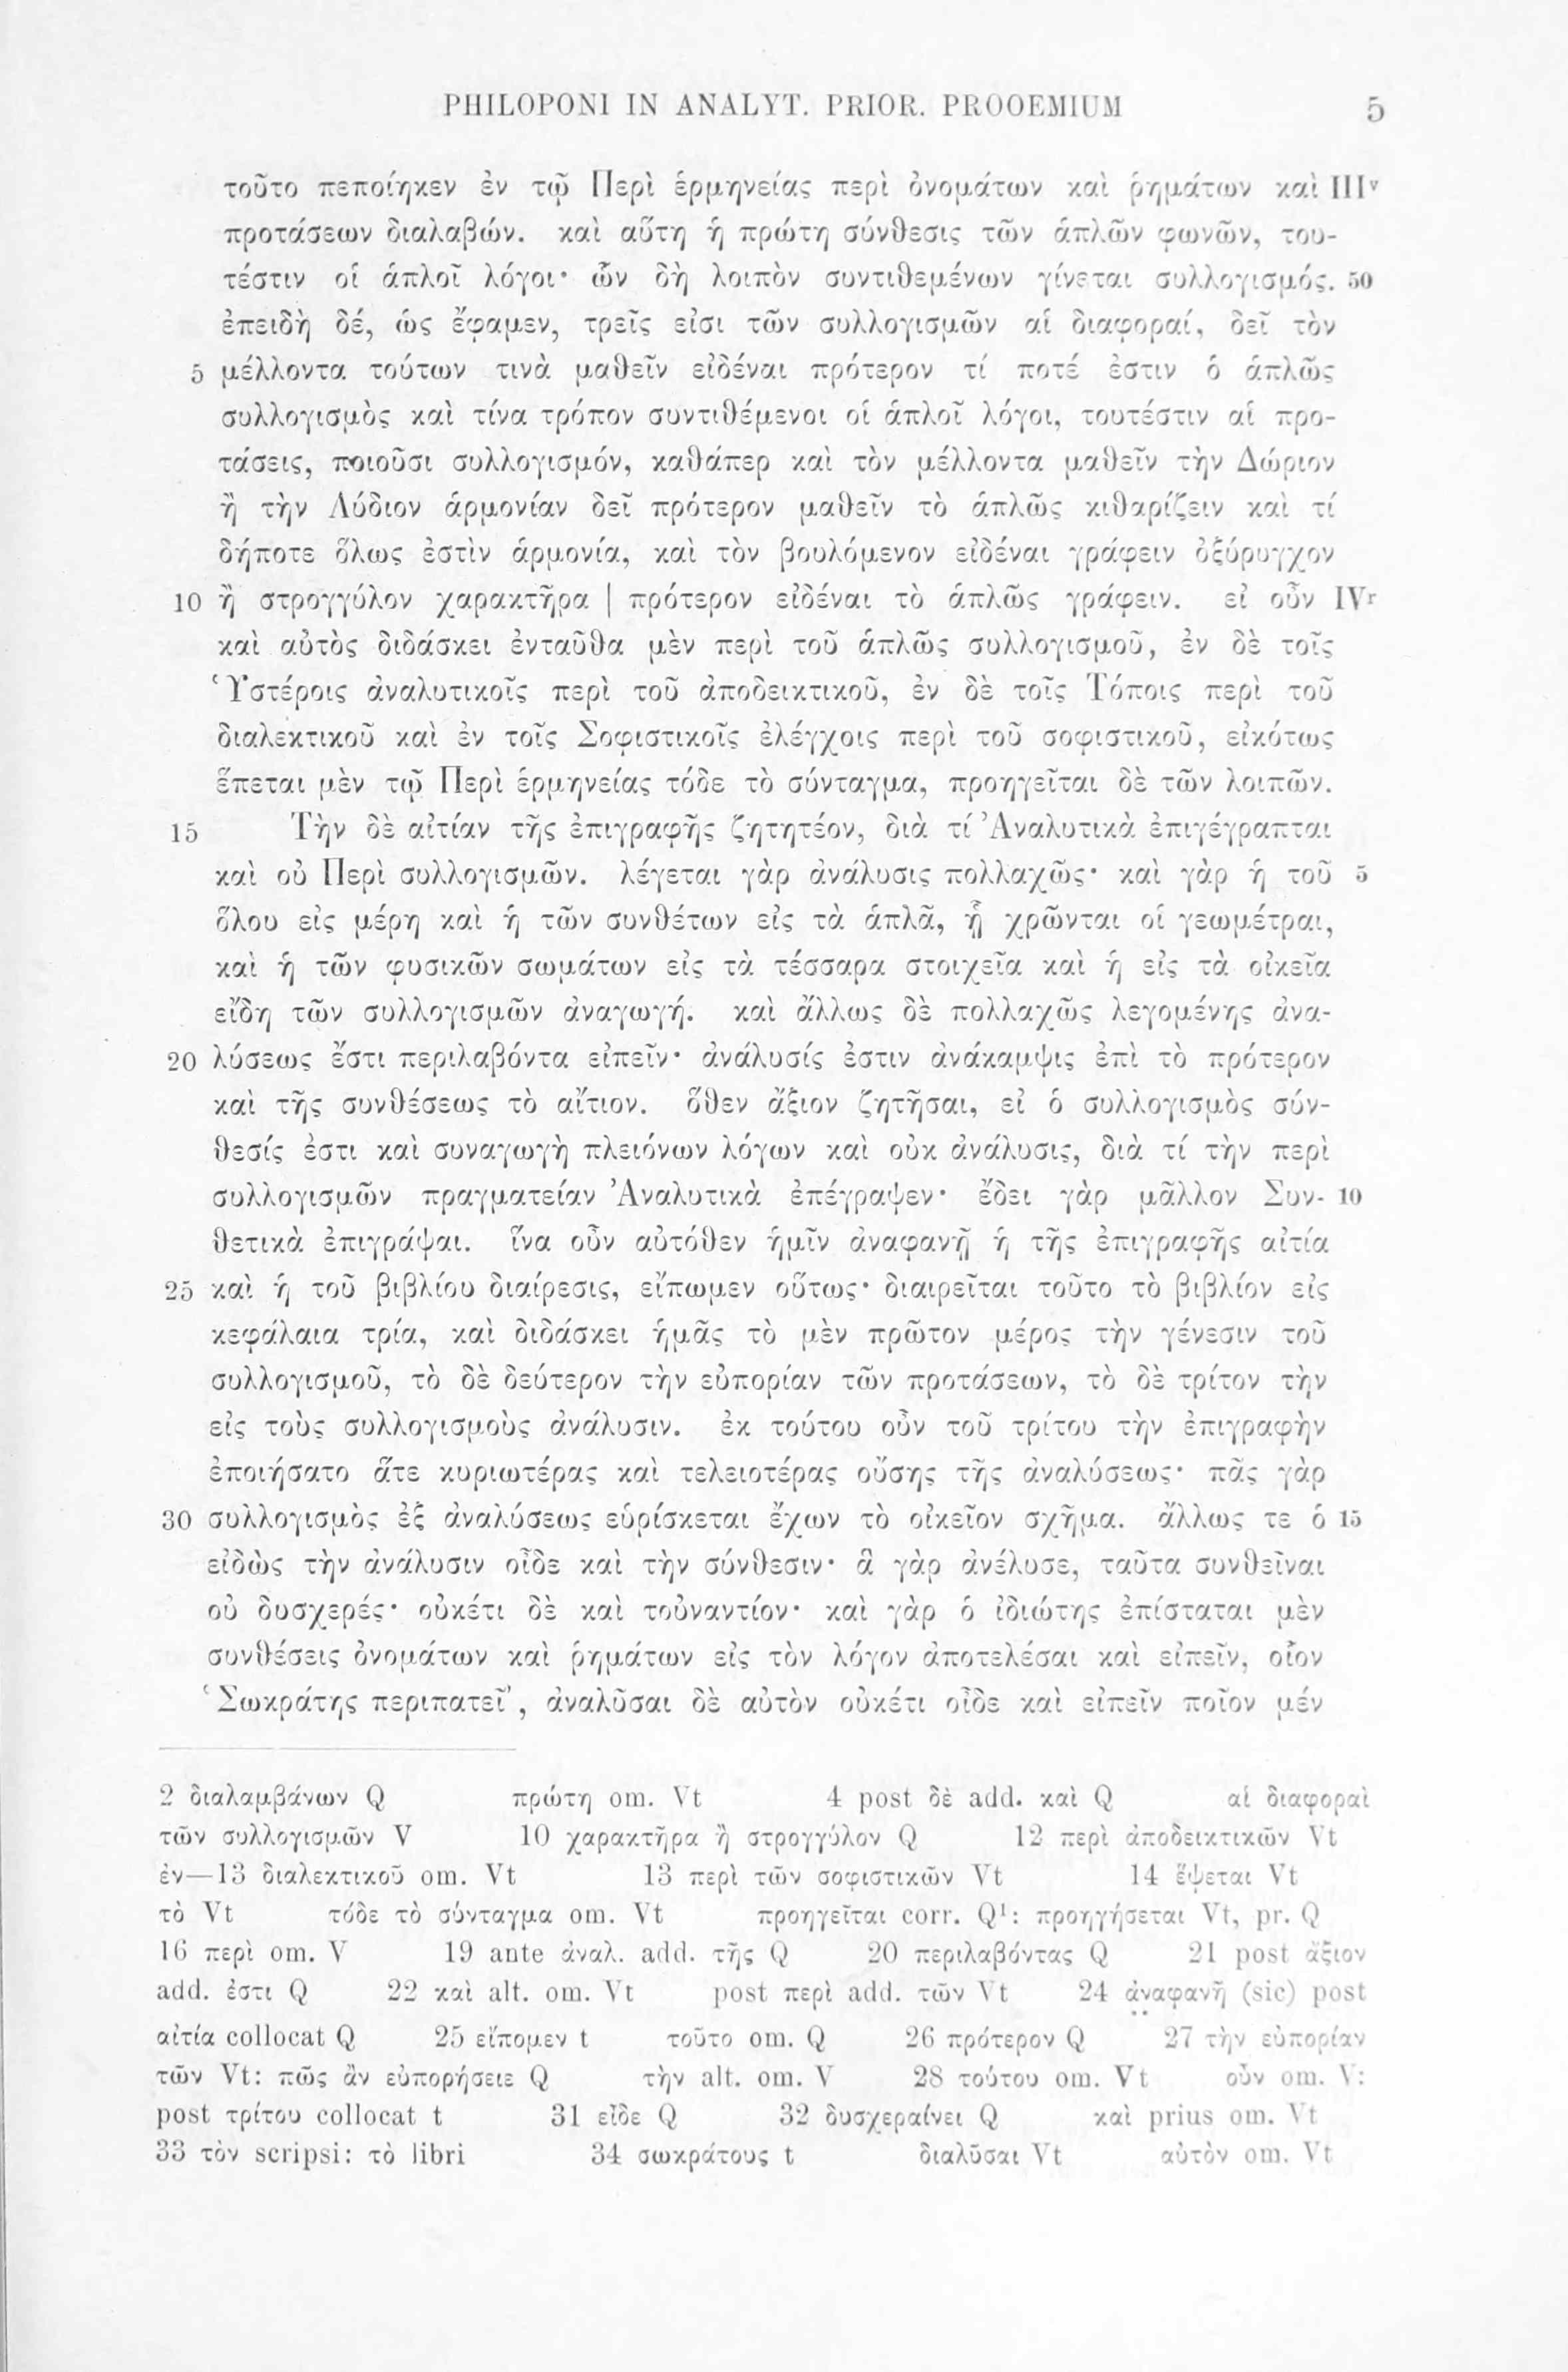 PHILOPONI IN ANALYT. PRIOR. PROOEMIUM 5
τοῦτο πεποίηκεν ἐν τῷ Περὶ ἑρμηνείας περὶ ὀνομάτων καὶ ῥημάτων καὶ IIIv
προτάσεων διαλαβών. καὶ αὕτη ἡ πρώτη σύνθεσις τῶν ἁπλῶν φωνῶν, του-
τέστιν οἱ ἁπλοῖ λόγοι· ὧν δὴ λοιπὸν συντιθεμένων γίνεται συλλογισμός. 50
ἐπειδὴ δέ, ὡς ἔφαμεν, τρεῖς εἰσι τῶν συλλογισμῶν αἱ διαφοραί, δεῖ τὸν
5 μέλλοντα τούτων τινὰ μαθεῖν εἰδέναι πρότερον τί ποτέ ἐστιν ὁ ἁπλῶς
συλλογισμὸς καὶ τίνα τρόπον συντιθέμενοι οἱ ἁπλοῖ λόγοι, τουτέστιν αἱ προ-
τάσεις, ποιοῦσι συλλογισμόν, καθάπερ καὶ τὸν μέλλοντα μαθεῖν τὴν Δώριον
ἢ τὴν Λύδιον ἁρμονίαν δεῖ πρότερον μαθεῖν τὸ ἁπλῶς κιθαρίζειν καὶ τί
δήποτε ὅλως ἐστὶν ἁρμονία, καὶ τὸν βουλόμενον εἰδέναι γράφειν ὀξύρυγχον
10 ἢ στρογγύλον χαρακτῆρα | πρότερον εἰδέναι τὸ ἁπλῶς γράφειν. εἰ οὖν IVr
καὶ αὐτὸς διδάσκει ἐνταῦθα μὲν περὶ τοῦ ἁπλῶς συλλογισμοῦ, ἐν δὲ τοῖς
Ὑστέροις ἀναλυτικοῖς περὶ τοῦ ἀποδεικτικοῦ, ἐν δὲ τοῖς Τόποις περὶ τοῦ
διαλεκτικοῦ καὶ ἐν τοῖς Σοφιστικοῖς ἐλέγχοις περὶ τοῦ σοφιστικοῦ, εἰκότως
ἕπεται μὲν τῷ Περὶ ἑρμηνείας τόδε τὸ σύνταγμα, προηγεῖται δὲ τῶν λοιπῶν.
15 Τὴν δὲ αἰτίαν τῆς ἐπιγραφῆς ζητητέον, διὰ τί Ἀναλυτικὰ ἐπιγέγραπται
καὶ οὐ Περὶ συλλογισμῶν. λέγεται γὰρ ἀνάλυσις πολλαχῶς· καὶ γὰρ ἡ τοῦ 5
ὅλου εἰς μέρη καὶ ἡ τῶν συνθέτων εἰς τὰ ἁπλᾶ, ᾗ χρῶνται οἱ γεωμέτραι,
καὶ ἡ τῶν φυσικῶν σωμάτων εἰς τὰ τέσσαρα στοιχεῖα καὶ ἡ εἰς τὰ οἰκεῖα
εἴδη τῶν συλλογισμῶν ἀναγωγή. καὶ ἄλλως δὲ πολλαχῶς λεγομένης ἀνα-
20 λύσεως ἔστι περιλαβόντα εἰπεῖν· ἀνάλυσίς ἐστιν ἀνάκαμψις ἐπὶ τὸ πρότερον
καὶ τῆς συνθέσεως τὸ αἴτιον. ὅθεν ἄξιον ζητῆσαι, εἰ ὁ συλλογισμὸς σύν-
θεσίς ἐστι καὶ συναγωγὴ πλειόνων λόγων καὶ οὐκ ἀνάλυσις, διὰ τί τὴν περὶ
συλλογισμῶν πραγματείαν Ἀναλυτικὰ ἐπέγραψεν· ἔδει γὰρ μᾶλλον Συν- 10
θετικὰ ἐπιγράψαι. ἵνα οὖν αὐτόθεν ἡμῖν ἀναφανῇ ἡ τῆς ἐπιγραφῆς αἰτία
25 καὶ ἡ τοῦ βιβλίου διαίρεσις, εἴπωμεν οὕτως· διαιρεῖται τοῦτο τὸ βιβλίον εἰς
κεφάλαια τρία, καὶ διδάσκει ἡμᾶς τὸ μὲν πρῶτον μέρος τὴν γένεσιν τοῦ
συλλογισμοῦ, τὸ δὲ δεύτερον τὴν εὐπορίαν τῶν προτάσεων, τὸ δὲ τρίτον τὴν
εἰς τοὺς συλλογισμοὺς ἀνάλυσιν. ἐκ τούτου οὖν τοῦ τρίτου τὴν ἐπιγραφὴν
ἐποιήσατο ἅτε κυριωτέρας καὶ τελειοτέρας οὔσης τῆς ἀναλύσεως· πᾶς γὰρ
30 συλλογισμὸς ἐξ ἀναλύσεως εὑρίσκεται ἔχων τὸ οἰκεῖον σχῆμα. ἄλλως τε ὁ 15
εἰδὼς τὴν ἀνάλυσιν οἶδε καὶ τὴν σύνθεσιν· ἃ γὰρ ἀνέλυσε, ταῦτα συνθεῖναι
οὐ δυσχερές· οὐκέτι δὲ καὶ τοὐναντίον· καὶ γὰρ ὁ ἰδιώτης ἐπίσταται μὲν
συνθέσεις ὀνομάτων καὶ ῥημάτων εἰς τὸν λόγον ἀποτελέσαι καὶ εἰπεῖν, οἷον
‘Σωκράτης περιπατεῖ’, ἀναλῦσαι δὲ αὐτὸν οὐκέτι οἶδε καὶ εἰπεῖν ποῖον μέν
2 διαλαμβάνων Q πρώτη om. Vt 4 post δὲ add. καὶ Q αἱ διαφοραὶ
τῶν συλλογισμῶν V 10 χαρακτῆρα ἢ στρογγύλον Q 12 περὶ ἀποδεικτικῶν Vt
ἐν—13 διαλεκτικοῦ om. Vt 13 περὶ τῶν σοφιστικῶν Vt 14 ἕψεται Vt
τὸ Vt τόδε τὸ σύνταγμα om. Vt προηγεῖται corr. Q¹: προηγήσεται Vt, pr. Q
16 περὶ om. V 19 ante ἀναλ. add. τῆς Q 20 περιλαβόντας Q 21 post ἄξιον
add. ἐστι Q 22 καὶ alt. om. Vt post περὶ add. τῶν Vt 24 ἀναφανῆ (sic) post
αἰτία collocat Q 25 εἴπομεν t τοῦτο om. Q 26 πρότερον Q 27 τὴν εὐπορίαν
τῶν Vt: πῶς ἂν εὐπορήσειε Q τὴν alt. om. V 28 τούτου om. Vt οὖν om. V:
post τρίτου collocat t 31 εἶδε Q 32 δυσχεραίνει Q καὶ prius om. Vt
33 τὸν scripsi: τὸ libri 34 σωκράτους t διαλῦσαι Vt αὐτὸν om. Vt